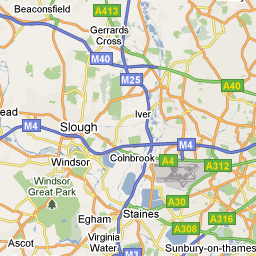 Beaconsfield
A413
Gerrards
Cross
M40
M25
A40
Iver
ead
M4
Slough
M4
Colnbrook
A4
A312
Windsor
Windsor
Great Park
A30
Egham
Staines
A316
A308
Virginia
Water
Ascot
M3
Sunbury-on-thames